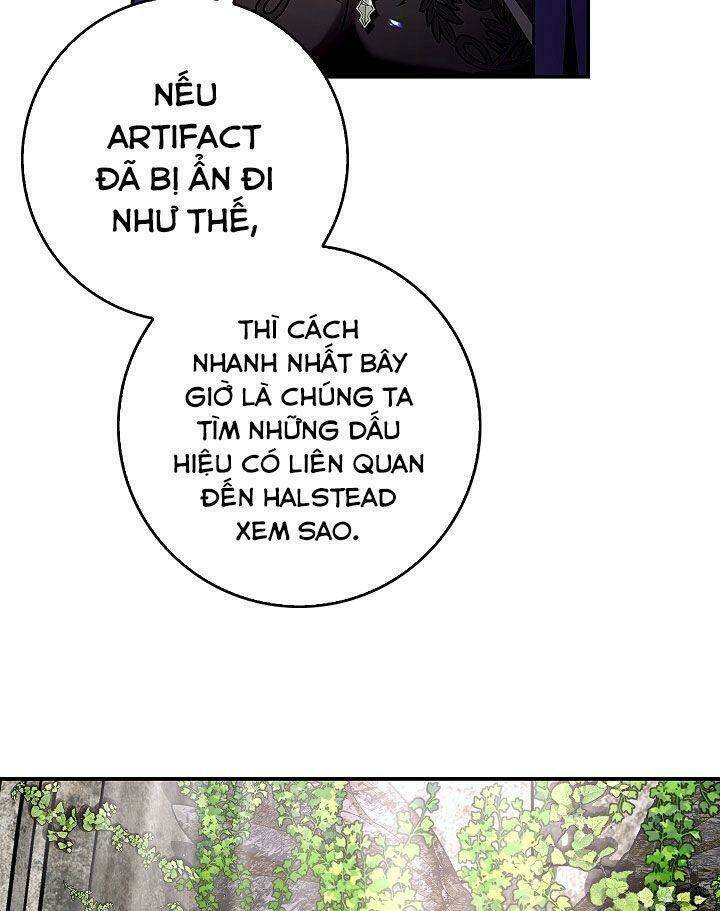 NẾU
ARTIFACT
ĐÃ BỊ ẨN ĐI
NHƯ THẾ,
THÌ CÁCH
NHANH NHẤT BÂY
GIỜ LÀ CHÚNG TA
TÌM NHỮNG DẤU
HIỆU CÓ LIÊN QUAN
ĐẾN HALSTEAD
XEM SAO.